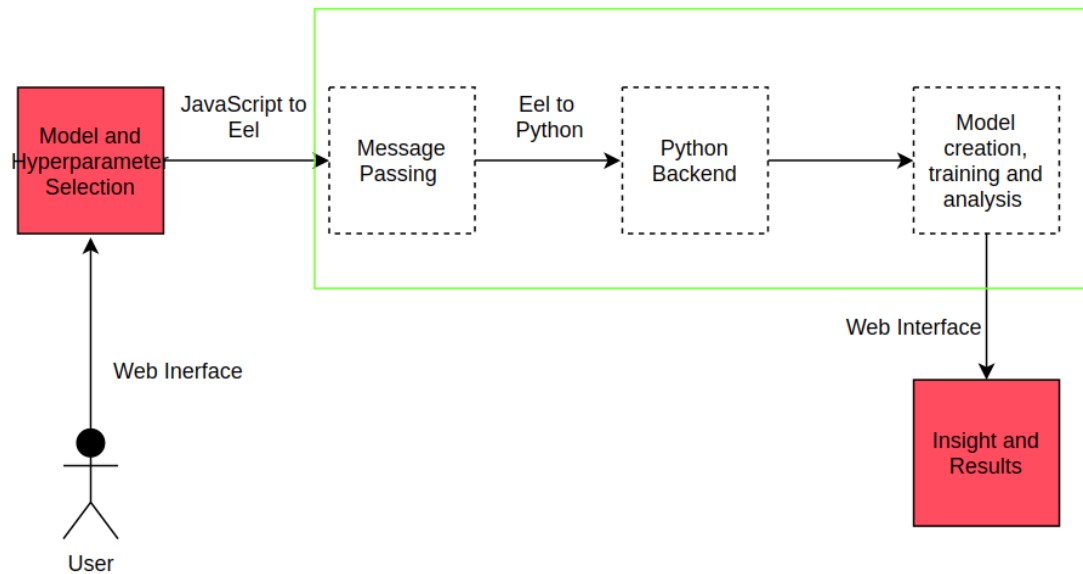 JavaScript to
Eel
Eel to
Python
Model and
Hyperparameter
Selection
Message
Passing
Python
Backend
Model
creation,
training and
analysis
Web Interface
Web Inerface
Insight and
Results
User